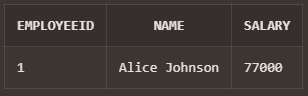 EMPLOYEEID NAME SALARY
1 Alice Johnson 77000